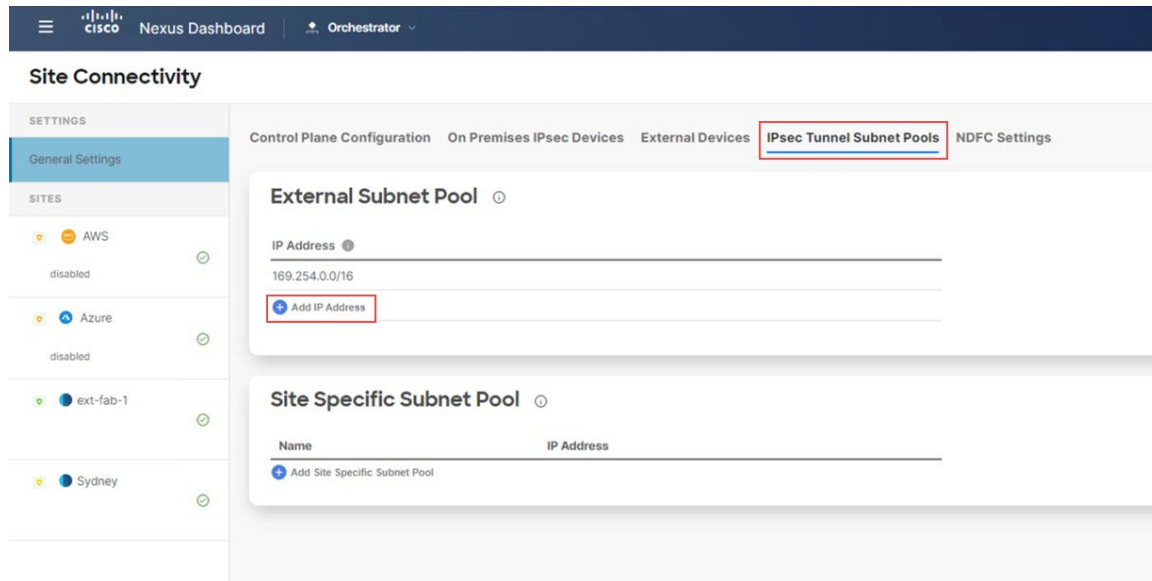 cisco Nexus Dashboard Orchestrator
Site Connectivity
SETTINGS
General Settings
SITES
AWS
disabled
Azure
disabled
ext-fab-1
Sydney
Control Plane Configuration On Premises IPsec Devices External Devices IPsec Tunnel Subnet Pools NDFC Settings
External Subnet Pool
IP Address
169.254.0.0/16
Add IP Address
Site Specific Subnet Pool
Name IP Address
Add Site Specific Subnet Pool